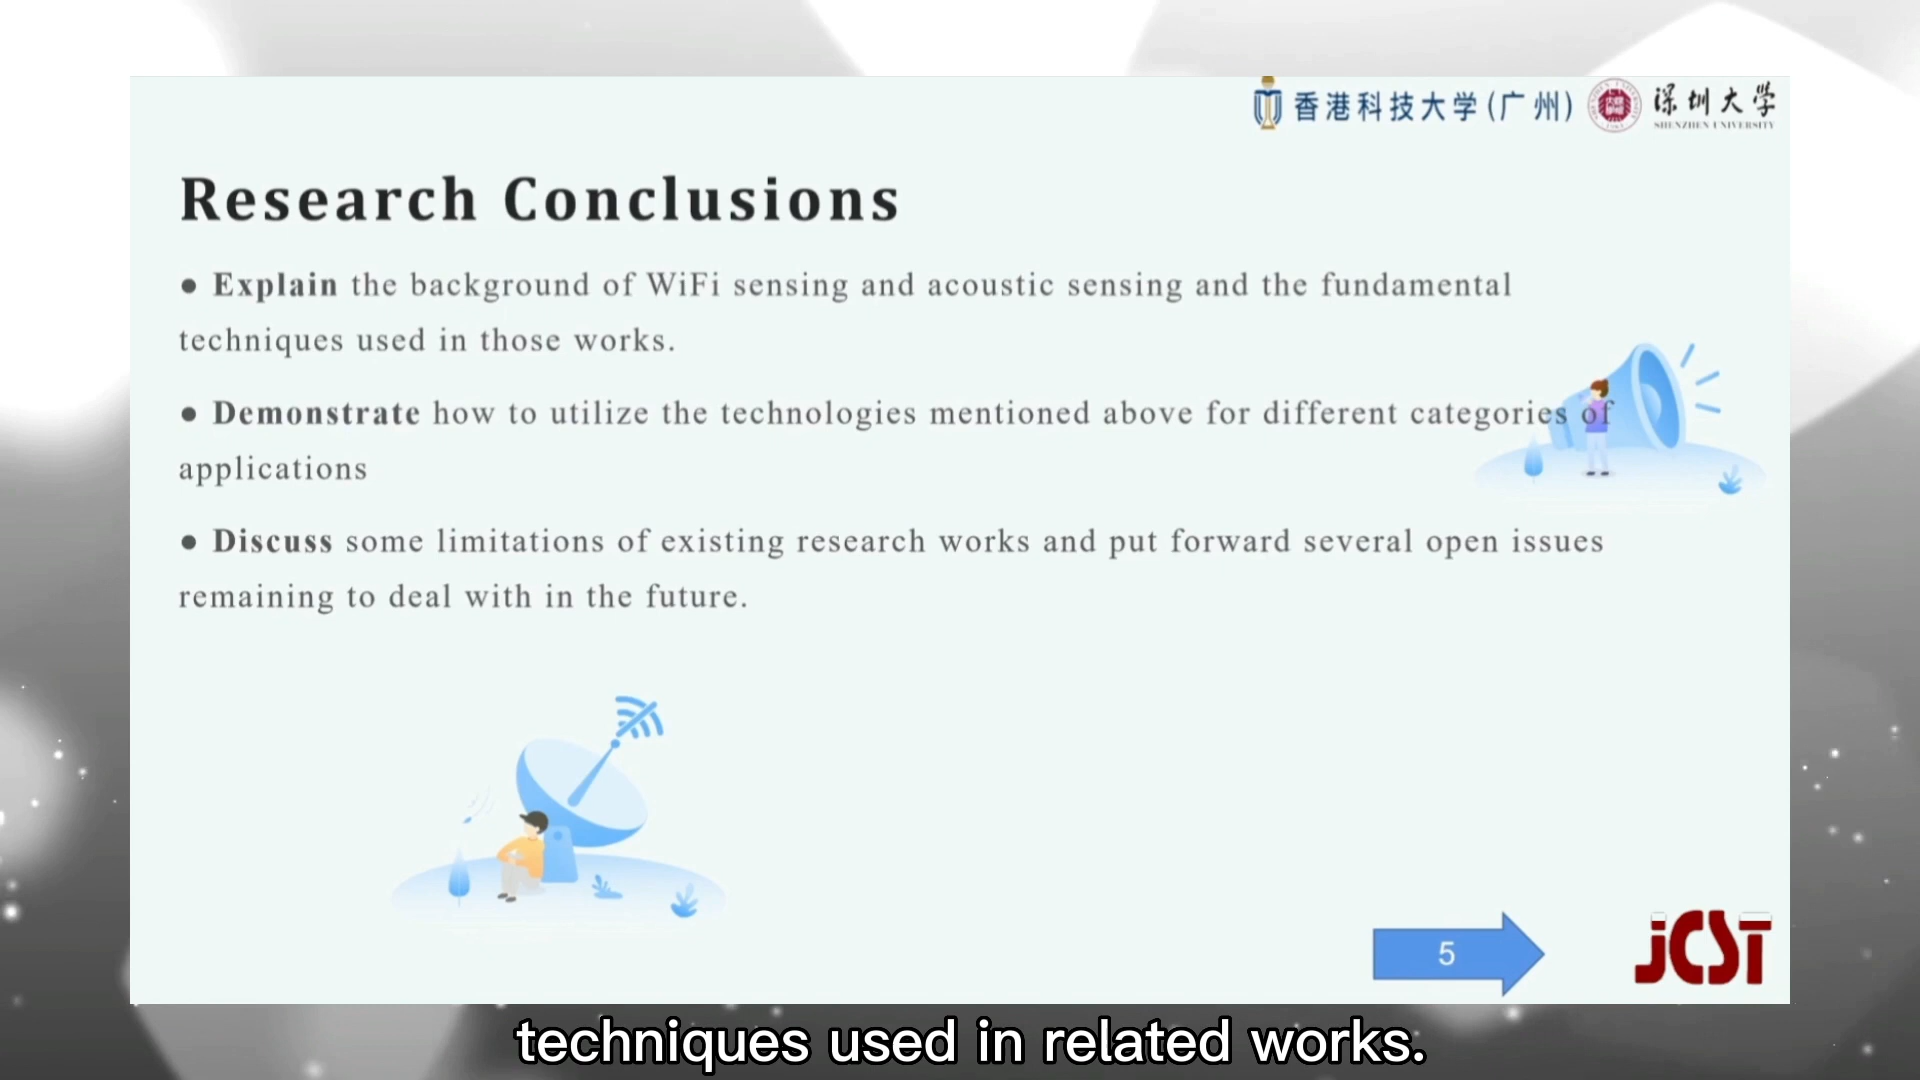 香港科技大学(广州)
深圳大学
SHENZHEN UNIVERSITY
Research Conclusions
● Explain the background of WiFi sensing and acoustic sensing and the fundamental
techniques used in those works.
● Demonstrate how to utilize the technologies mentioned above for different categories of
applications
● Discuss some limitations of existing research works and put forward several open issues
remaining to deal with in the future.
5
JCST
techniques used in related works.